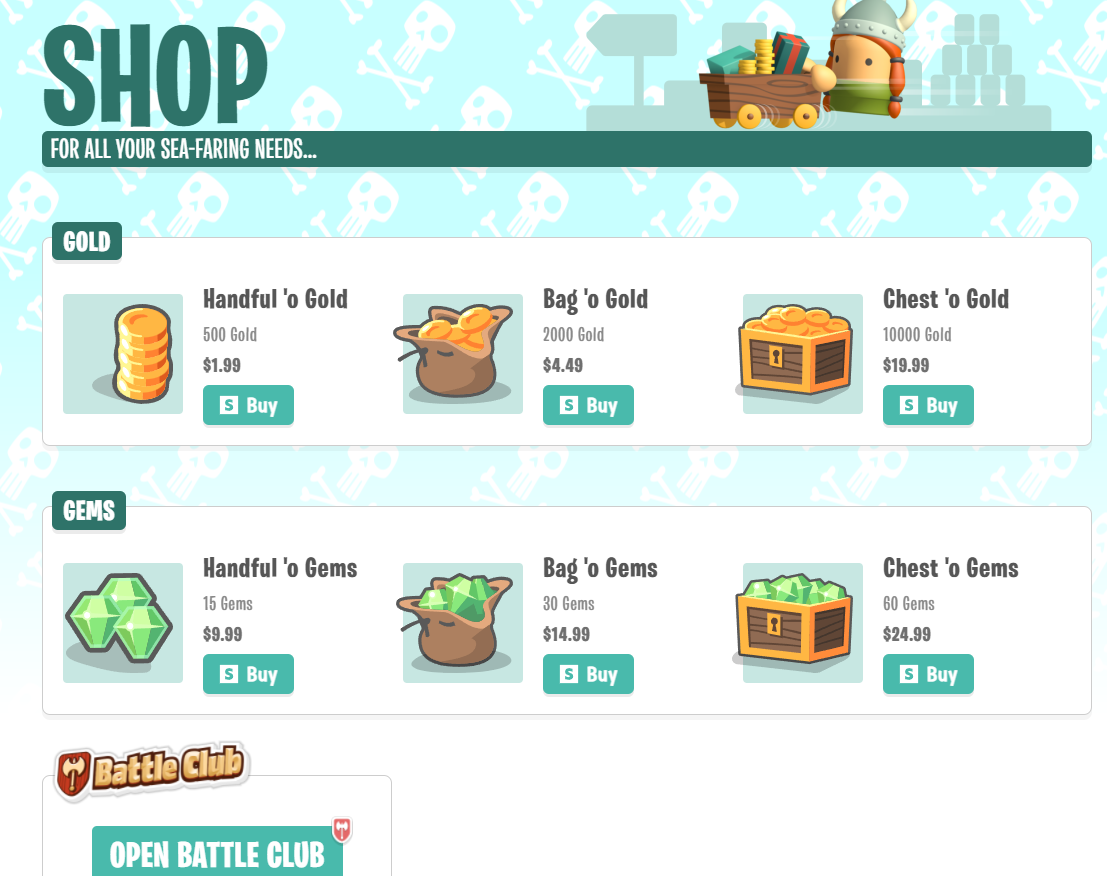 SHOP
FOR ALL YOUR SEA-FARING NEEDS...
GOLD
Handful 'o Gold
500 Gold
$1.99
S Buy
Bag 'o Gold
2000 Gold
$4.49
S Buy
Chest 'o Gold
10000 Gold
$19.99
S Buy
GEMS
Handful 'o Gems
15 Gems
$9.99
S Buy
Bag 'o Gems
30 Gems
$14.99
S Buy
Chest 'o Gems
60 Gems
$24.99
S Buy
Battle Club
OPEN BATTLE CLUB